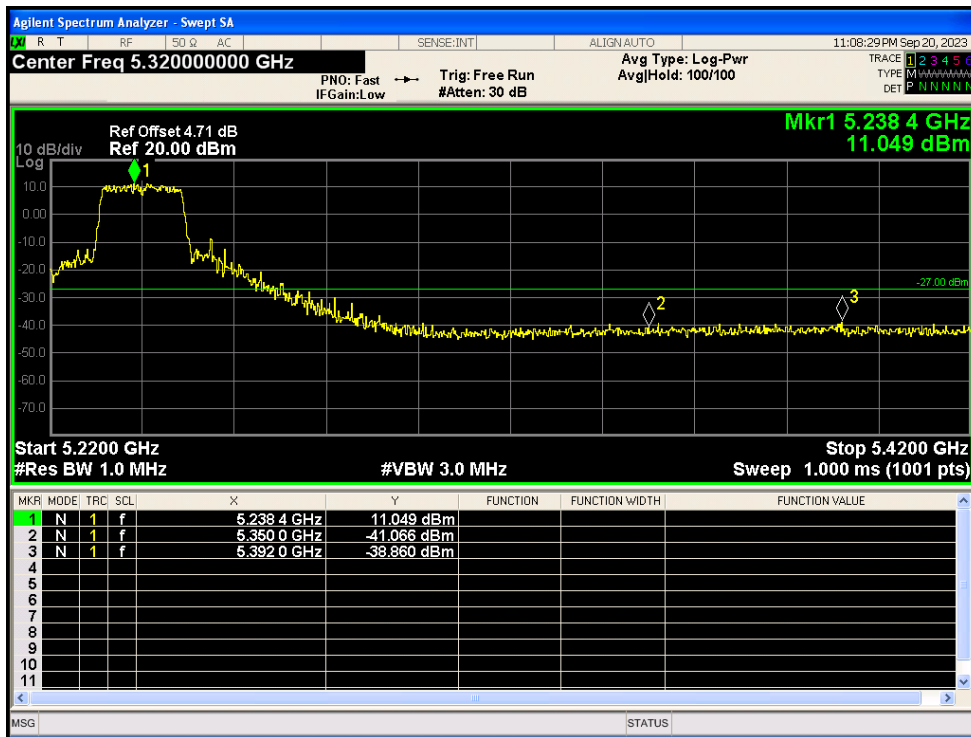 Agilent Spectrum Analyzer - Swept SA
LXI R T RF 50 Ω AC SENSE:INT ALIGN AUTO 11:08:29 PM Sep 20, 2023
Center Freq 5.320000000 GHz
PNO: Fast
IFGain:Low
Trig: Free Run
#Atten: 30 dB
Avg Type: Log-Pwr
Avg|Hold: 100/100
TRACE 1 2 3 4 5 6
TYPE M
DET P N N N N N
Mkr1 5.238 4 GHz
11.049 dBm
Ref Offset 4.71 dB
10 dB/div Ref 20.00 dBm
Log
1
10.0
0.00
-10.0
-20.0
-27.00 dBm
-30.0
2
3
-40.0
-50.0
-60.0
-70.0
Start 5.2200 GHz Stop 5.4200 GHz
#Res BW 1.0 MHz #VBW 3.0 MHz Sweep 1.000 ms (1001 pts)
MKR MODE TRC SCL X Y FUNCTION FUNCTION WIDTH FUNCTION VALUE
1 N 1 f 5.238 4 GHz 11.049 dBm
2 N 1 f 5.350 0 GHz -41.066 dBm
3 N 1 f 5.392 0 GHz -38.860 dBm
4
5
6
7
8
9
10
11
MSG STATUS